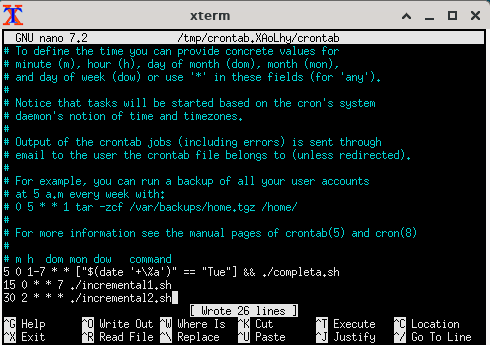 xterm
GNU nano 7.2 /tmp/crontab.XAoLhy/crontab
# To define the time you can provide concrete values for
# minute (m), hour (h), day of month (dom), month (mon),
# and day of week (dow) or use '*' in these fields (for 'any').
#
# Notice that tasks will be started based on the cron's system
# daemon's notion of time and timezones.
#
# Output of the crontab jobs (including errors) is sent through
# email to the user the crontab file belongs to (unless redirected).
#
# For example, you can run a backup of all your user accounts
# at 5 a.m every week with:
# 0 5 * * 1 tar -zcf /var/backups/home.tgz /home/
#
# For more information see the manual pages of crontab(5) and cron(8)
#
# m h  dom mon dow   command
5 0 1-7 * * ["$(date '+\%a')" == "Tue"] && ./completa.sh
15 0 * * 7 ./incremental1.sh
30 2 * * * ./incremental2.sh
[ Wrote 26 lines ]
^G Help ^O Write Out ^W Where Is ^K Cut ^T Execute ^C Location
^X Exit ^R Read File ^\ Replace ^U Paste ^J Justify ^/ Go To Line